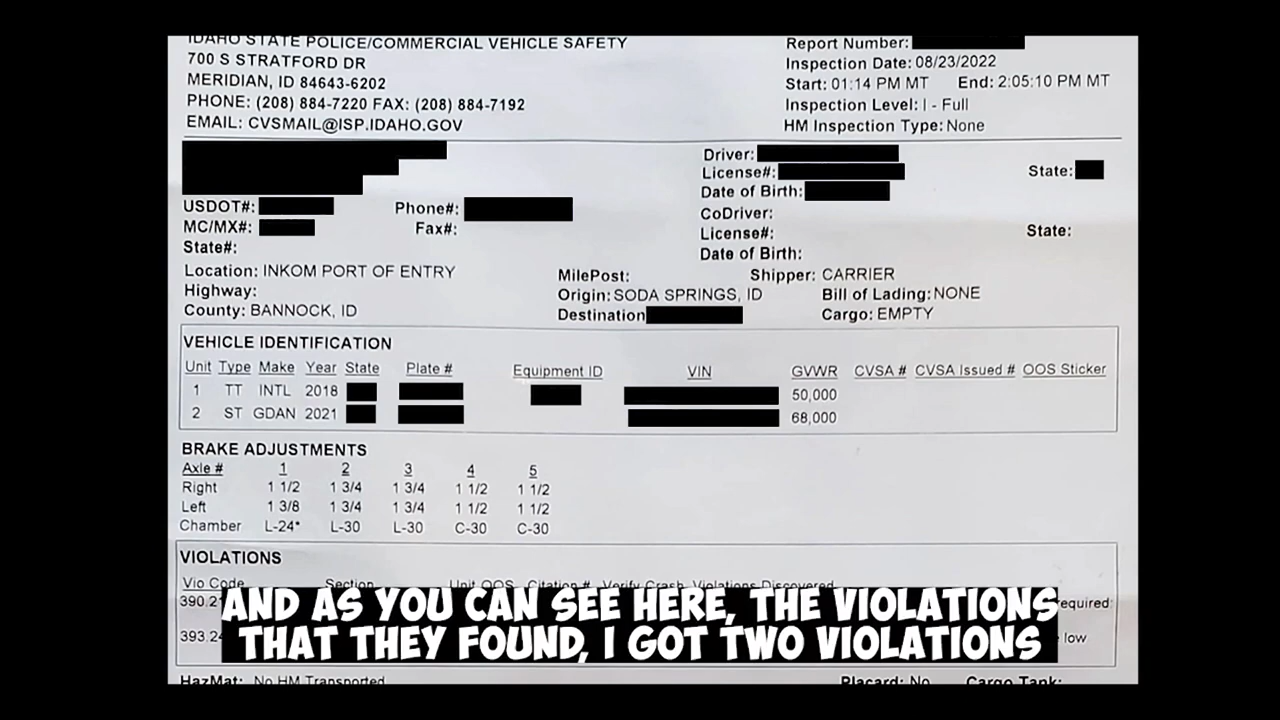 IDAHO STATE POLICE/COMMERCIAL VEHICLE SAFETY
700 S STRATFORD DR
MERIDIAN, ID 84643-6202
PHONE: (208) 884-7220 FAX: (208) 884-7192
EMAIL: CVSMAIL@ISP.IDAHO.GOV
Report Number:
Inspection Date: 08/23/2022
Start: 01:14 PM MT End: 2:05:10 PM MT
Inspection Level: I - Full
HM Inspection Type: None
USDOT#: Phone#:
MC/MX#: Fax#:
State#:
Driver:
License#: State:
Date of Birth:
CoDriver:
License#: State:
Date of Birth:
Location: INKOM PORT OF ENTRY
Highway:
County: BANNOCK, ID
MilePost: Shipper: CARRIER
Origin: SODA SPRINGS, ID Bill of Lading: NONE
Destination Cargo: EMPTY
VEHICLE IDENTIFICATION
Unit Type Make Year State Plate # Equipment ID VIN GVWR CVSA # CVSA Issued # OOS Sticker
1 TT INTL 2018 50,000
2 ST GDAN 2021 68,000
BRAKE ADJUSTMENTS
Axle # 1 2 3 4 5
Right 1 1/2 1 3/4 1 3/4 1 1/2 1 1/2
Left 1 3/8 1 3/4 1 3/4 1 1/2 1 1/2
Chamber L-24* L-30 L-30 C-30 C-30
VIOLATIONS
Vio Code Section Unit OOS Citation # Verify Crash Violations Discovered
390.2
393.24 low
AND AS YOU CAN SEE HERE, THE VIOLATIONS
THAT THEY FOUND, I GOT TWO VIOLATIONS
HazMat: No HM Transported Placard: No Cargo Tank: